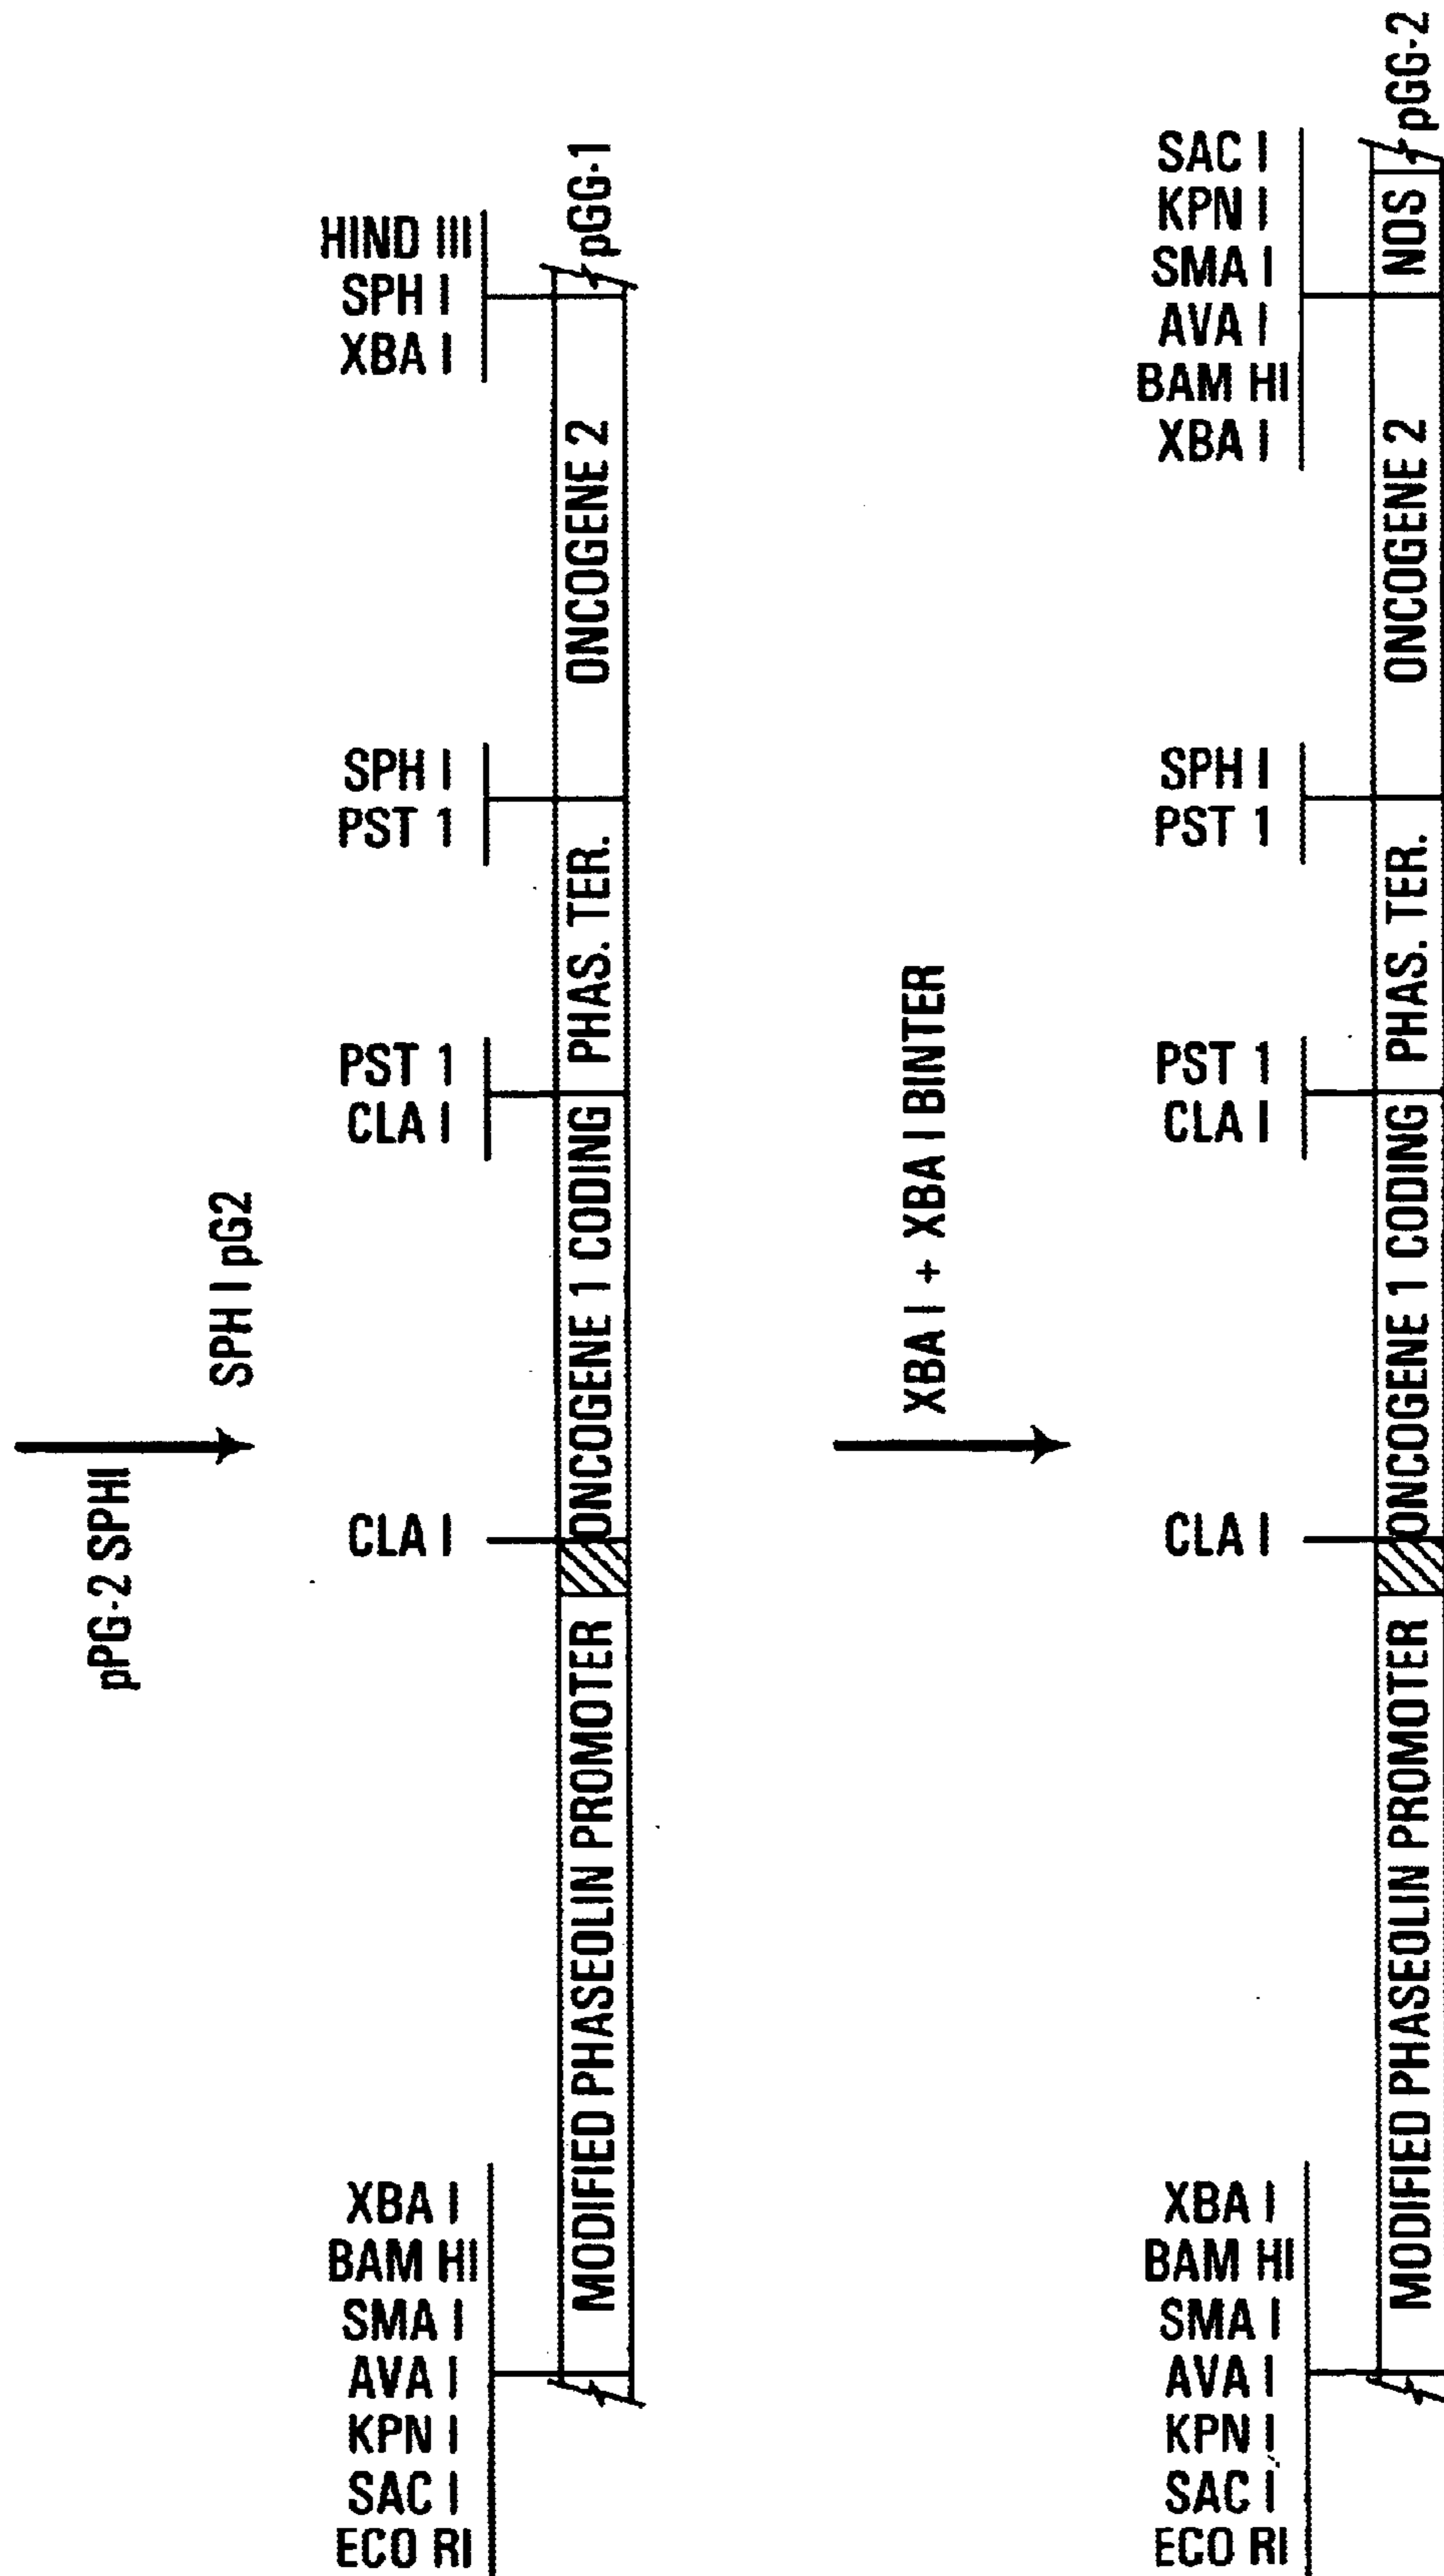 pPG-2 SPHI
SPH I pG2
ECO RI
SAC I
KPN I
AVA I
SMA I
BAM HI
XBA I
CLA I
CLA I
PST 1
PST 1
SPH I
XBA I
SPH I
HIND III
MODIFIED PHASEOLIN PROMOTER
ONCOGENE 1 CODING
PHAS. TER.
ONCOGENE 2
pGG-1
XBA I + XBA I BINTER
ECO RI
SAC I
KPN I
AVA I
SMA I
BAM HI
XBA I
CLA I
CLA I
PST 1
PST 1
SPH I
XBA I
BAM HI
AVA I
SMA I
KPN I
SAC I
MODIFIED PHASEOLIN PROMOTER
ONCOGENE 1 CODING
PHAS. TER.
ONCOGENE 2
NOS
pGG-2